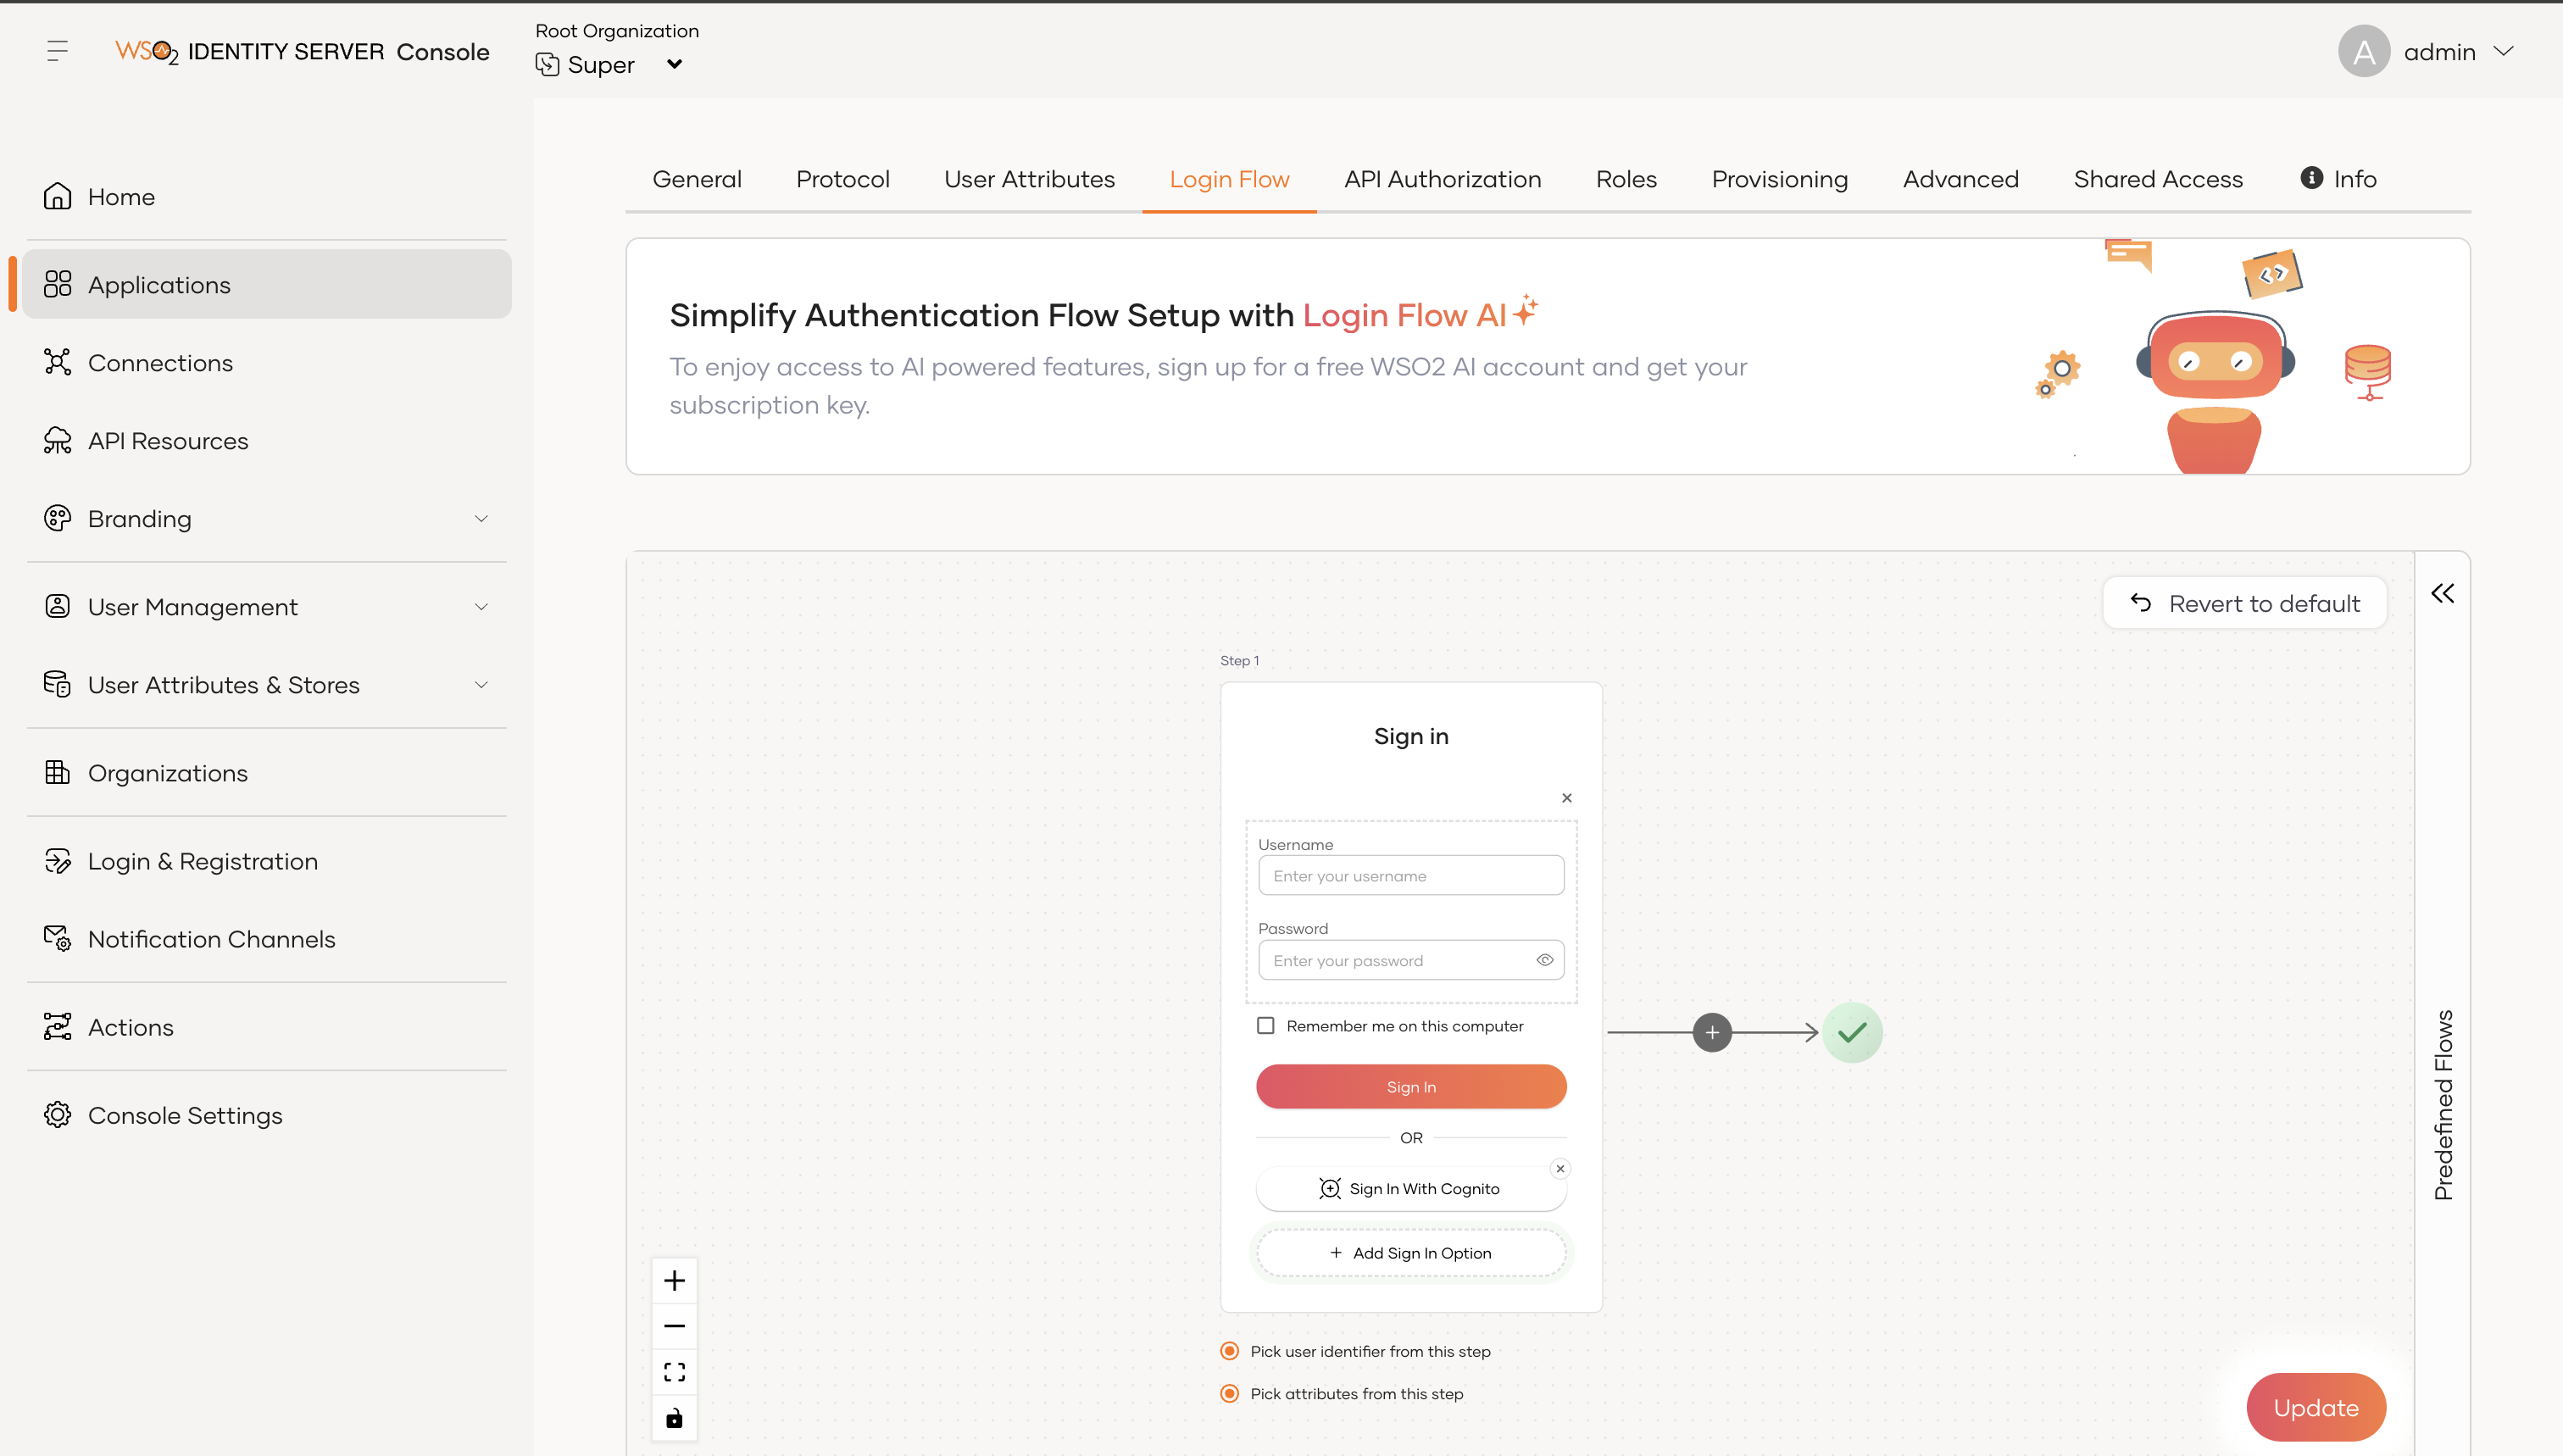 WSO2 IDENTITY SERVER Console
Root Organization
Super
A
admin
Home
Applications
Connections
API Resources
Branding
User Management
User Attributes & Stores
Organizations
Login & Registration
Notification Channels
Actions
Console Settings
General
Protocol
User Attributes
Login Flow
API Authorization
Roles
Provisioning
Advanced
Shared Access
Info
Simplify Authentication Flow Setup with Login Flow AI
To enjoy access to AI powered features, sign up for a free WSO2 AI account and get your
subscription key.
Revert to default
Step 1
Sign in
Username
Enter your username
Password
Enter your password
Remember me on this computer
Sign In
OR
Sign In With Cognito
+ Add Sign In Option
Pick user identifier from this step
Pick attributes from this step
Predefined Flows
Update